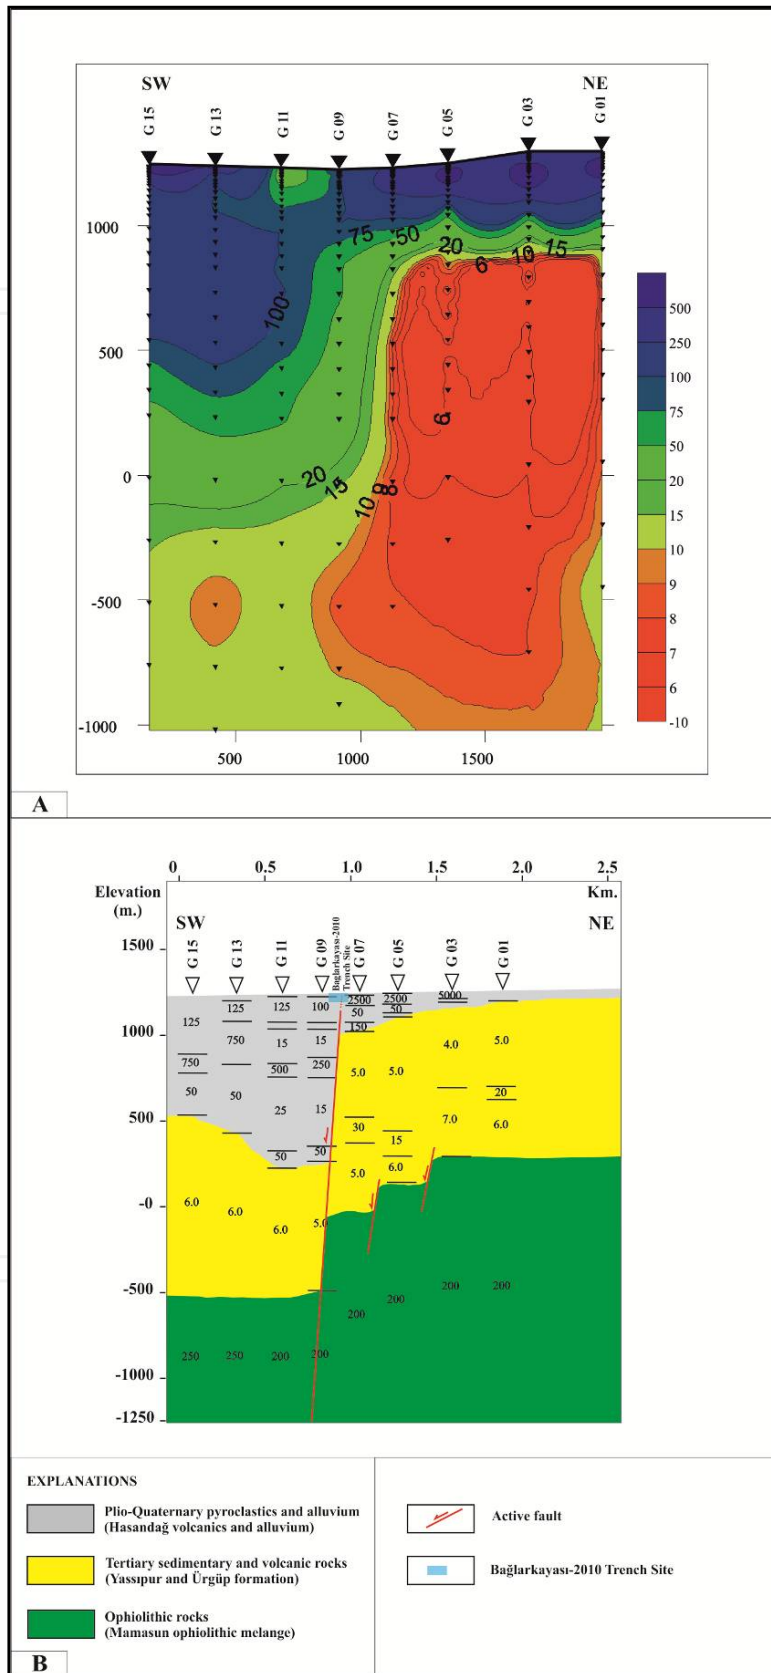 SW
NE
G 15
G 13
G 11
G 09
G 07
G 05
G 03
G 01
1000
500
0
-500
-1000
75
50
20
6
10
15
100
6
20
15
10
9
8
500
1000
1500
500
250
100
75
50
20
15
10
9
8
7
6
-10
A
0
0.5
1.0
1.5
2.0
2.5
Elevation
(m.)
Km.
SW
NE
Bağlarkayası-2010
Trench Site
G 15
G 13
G 11
G 09
G 07
G 05
G 03
G 01
1500
1000
500
-0
-500
-1000
-1250
125
750
50
6.0
250
125
750
50
6.0
250
125
15
500
25
50
6.0
200
100
15
250
15
50
5.0
200
2500
50
150
5.0
30
5.0
200
2500
50
5.0
15
6.0
200
5000
4.0
7.0
200
5.0
20
6.0
200
EXPLANATIONS
Plio-Quaternary pyroclastics and alluvium
(Hasandağ volcanics and alluvium)
Tertiary sedimentary and volcanic rocks
(Yassıpur and Ürgüp formation)
Ophiolithic rocks
(Mamasun ophiolithic melange)
Active fault
Bağlarkayası-2010 Trench Site
B